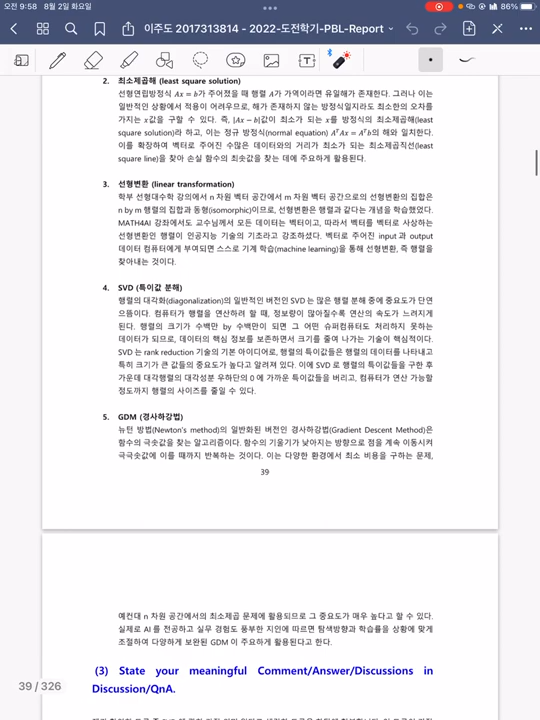 오전 9:58 8월 2일 화요일
86%
이주도 2017313814 - 2022-도전학기-PBL-Report
2. 최소제곱해 (least square solution)
선형연립방정식 Ax = b가 주어졌을 때 행렬 A가 가역이라면 유일해가 존재한다. 그러나 이는
일반적인 상황에서 적용이 어려우므로, 해가 존재하지 않는 방정식일지라도 최소한의 오차를
가지는 x값을 구할 수 있다. 즉, |Ax − b|값이 최소가 되는 x를 방정식의 최소제곱해(least
square solution)라 하고, 이는 정규 방정식(normal equation) AᵀAx = Aᵀb의 해와 일치한다.
이를 확장하여 벡터로 주어진 수많은 데이터와의 거리가 최소가 되는 최소제곱직선(least
square line)을 찾아 손실 함수의 최솟값을 찾는 데에 주요하게 활용된다.
3. 선형변환 (linear transformation)
학부 선형대수학 강의에서 n 차원 벡터 공간에서 m 차원 벡터 공간으로의 선형변환의 집합은
n by m 행렬의 집합과 동형(isomorphic)이므로, 선형변환은 행렬과 같다는 개념을 학습했었다.
MATH4AI 강좌에서도 교수님께서 모든 데이터는 벡터이고, 따라서 벡터를 벡터로 사상하는
선형변환인 행렬이 인공지능 기술의 기초라고 강조하셨다. 벡터로 주어진 input 과 output
데이터 컴퓨터에게 부여되면 스스로 기계 학습(machine learning)을 통해 선형변환, 즉 행렬을
찾아내는 것이다.
4. SVD (특이값 분해)
행렬의 대각화(diagonalization)의 일반적인 버전인 SVD 는 많은 행렬 분해 중에 중요도가 단연
으뜸이다. 컴퓨터가 행렬을 연산하려 할 때, 정보량이 많아질수록 연산의 속도가 느려지게
된다. 행렬의 크기가 수백만 by 수백만이 되면 그 어떤 슈퍼컴퓨터도 처리하지 못하는
데이터가 되므로, 데이터의 핵심 정보를 보존하면서 크기를 줄여 나가는 기술이 핵심적이다.
SVD 는 rank reduction 기술의 기본 아이디어로, 행렬의 특이값들은 행렬의 데이터를 나타내고
특히 크기가 큰 값들의 중요도가 높다고 알려져 있다. 이에 SVD 로 행렬의 특이값들을 구한 후
가운데 대각행렬의 대각성분 우하단의 0 에 가까운 특이값들을 버리고, 컴퓨터가 연산 가능할
정도까지 행렬의 사이즈를 줄일 수 있다.
5. GDM (경사하강법)
뉴턴 방법(Newton's method)의 일반화된 버전인 경사하강법(Gradient Descent Method)은
함수의 극솟값을 찾는 알고리즘이다. 함수의 기울기가 낮아지는 방향으로 점을 계속 이동시켜
극극솟값에 이를 때까지 반복하는 것이다. 이는 다양한 환경에서 최소 비용을 구하는 문제,
39
예컨대 n 차원 공간에서의 최소제곱 문제에 활용되므로 그 중요도가 매우 높다고 할 수 있다.
실제로 AI 를 전공하고 실무 경험도 풍부한 지인에 따르면 탐색방향과 학습률을 상황에 맞게
조절하여 다양하게 보완된 GDM 이 주요하게 활용된다고 한다.
(3) State your meaningful Comment/Answer/Discussions in
Discussion/QnA.
39 / 326